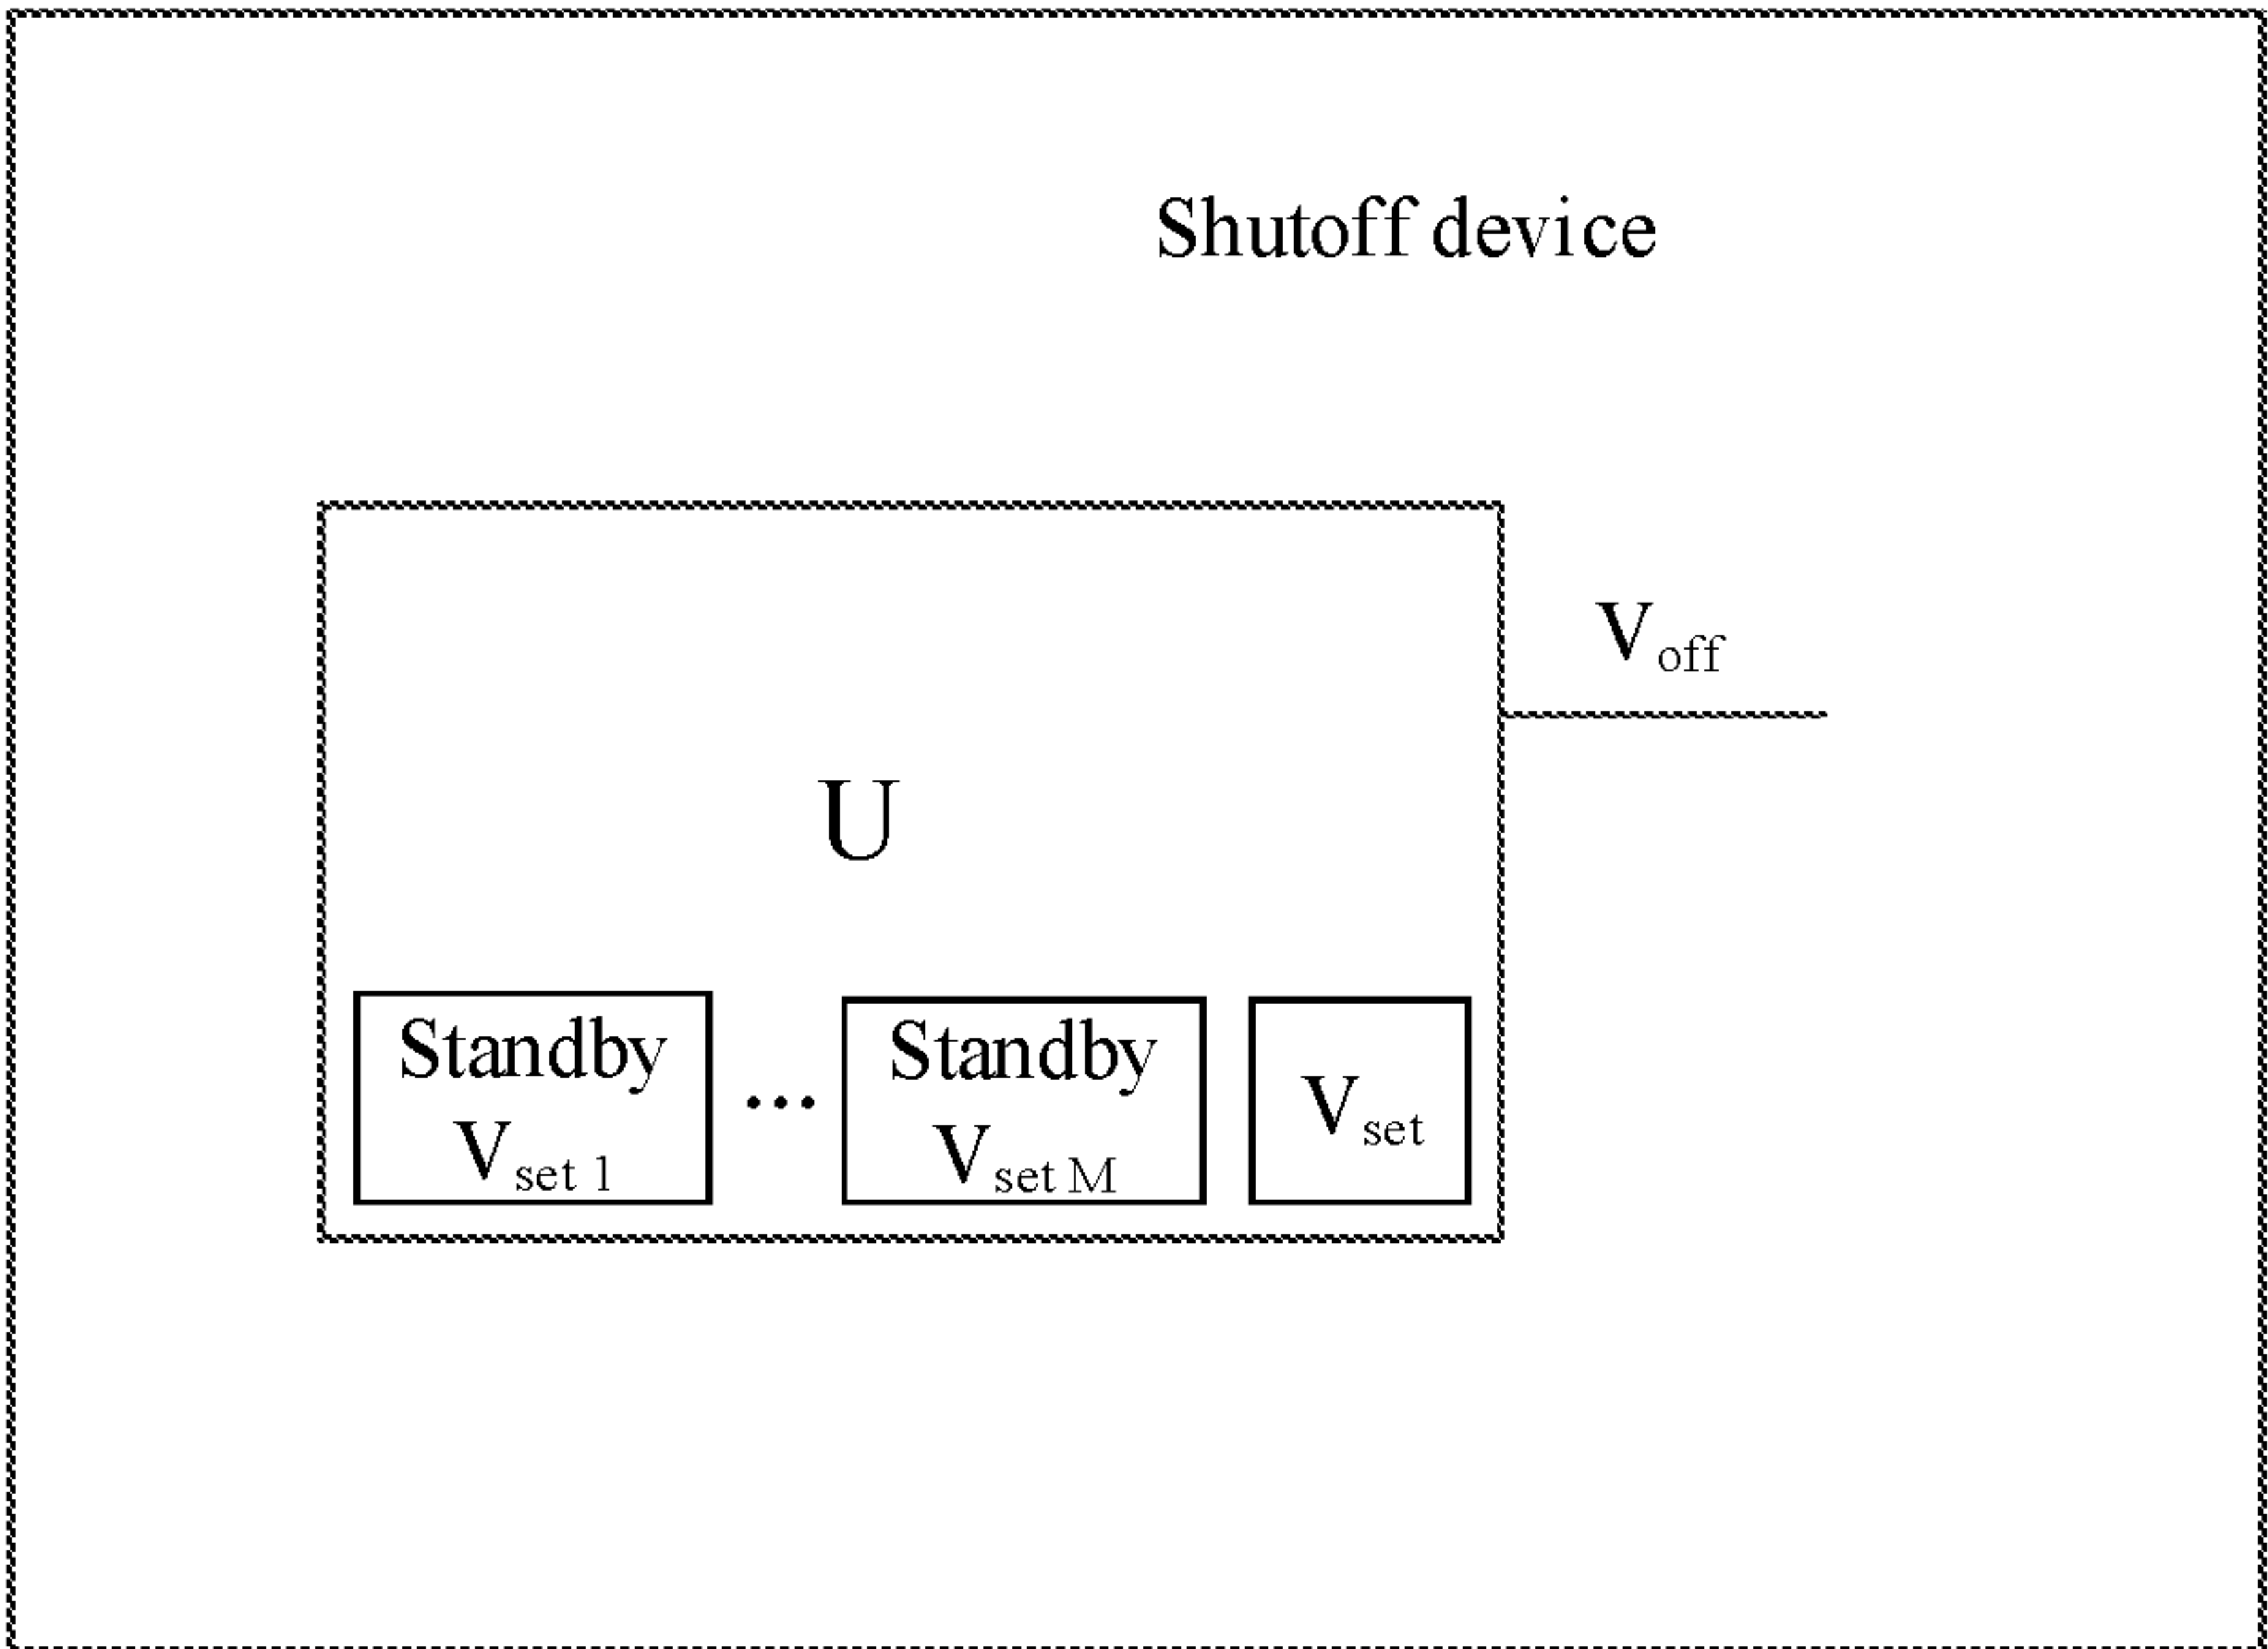 Shutoff device
Voff
U
Standby
Vset 1
...
Standby
Vset M
Vset